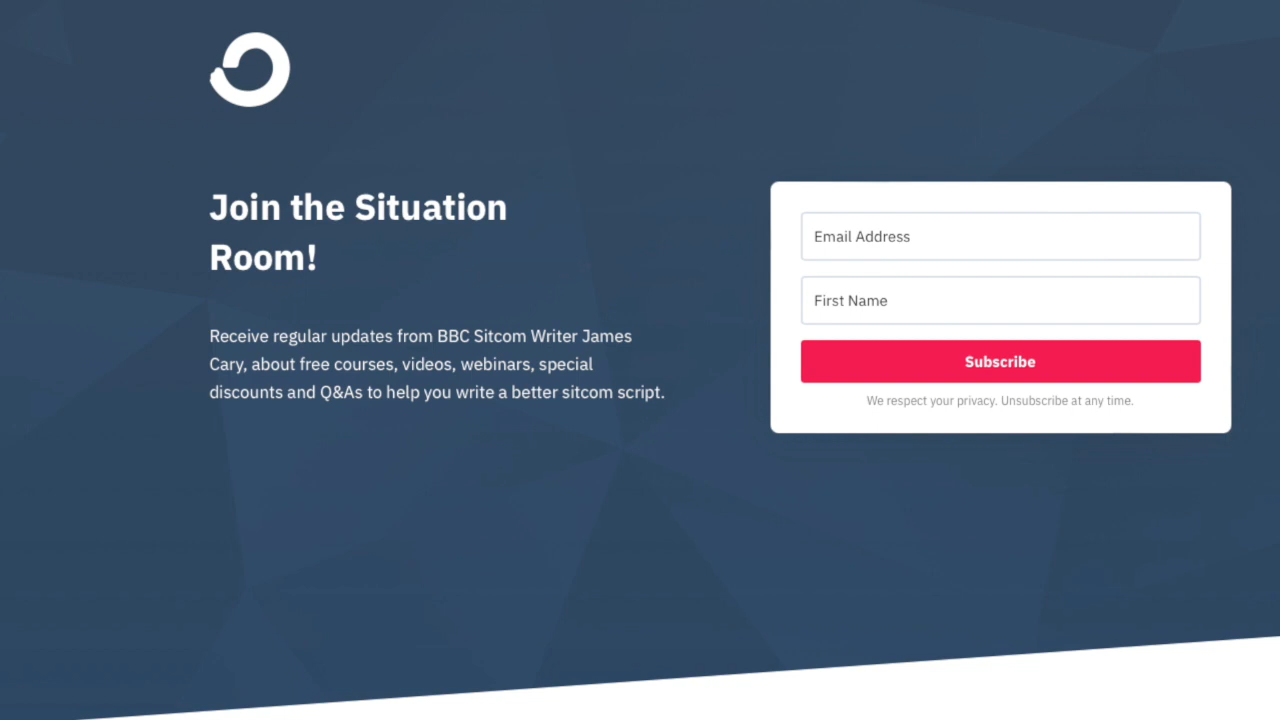 Join the Situation
Room!
Receive regular updates from BBC Sitcom Writer James
Cary, about free courses, videos, webinars, special
discounts and Q&As to help you write a better sitcom script.
Email Address
First Name
Subscribe
We respect your privacy. Unsubscribe at any time.